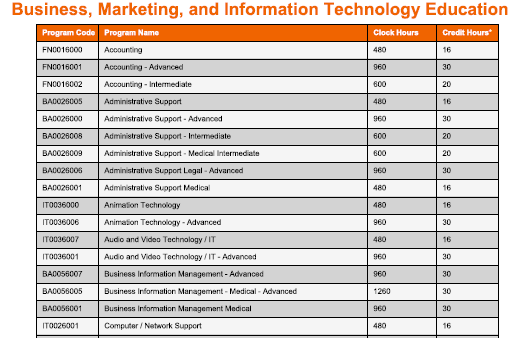 Business, Marketing, and Information Technology Education
Program Code Program Name Clock Hours Credit Hours*
FN0016000 Accounting 480 16
FN0016001 Accounting - Advanced 960 30
FN0016002 Accounting - Intermediate 600 20
BA0026005 Administrative Support 480 16
BA0026000 Administrative Support - Advanced 960 30
BA0026008 Administrative Support - Intermediate 600 20
BA0026009 Administrative Support - Medical Intermediate 600 20
BA0026006 Administrative Support Legal - Advanced 960 30
BA0026001 Administrative Support Medical 480 16
IT0036000 Animation Technology 480 16
IT0036006 Animation Technology - Advanced 960 30
IT0036007 Audio and Video Technology / IT 480 16
IT0036001 Audio and Video Technology / IT - Advanced 960 30
BA0056007 Business Information Management - Advanced 960 30
BA0056005 Business Information Management - Medical - Advanced 1260 30
BA0056001 Business Information Management Medical 960 30
IT0026001 Computer / Network Support 480 16